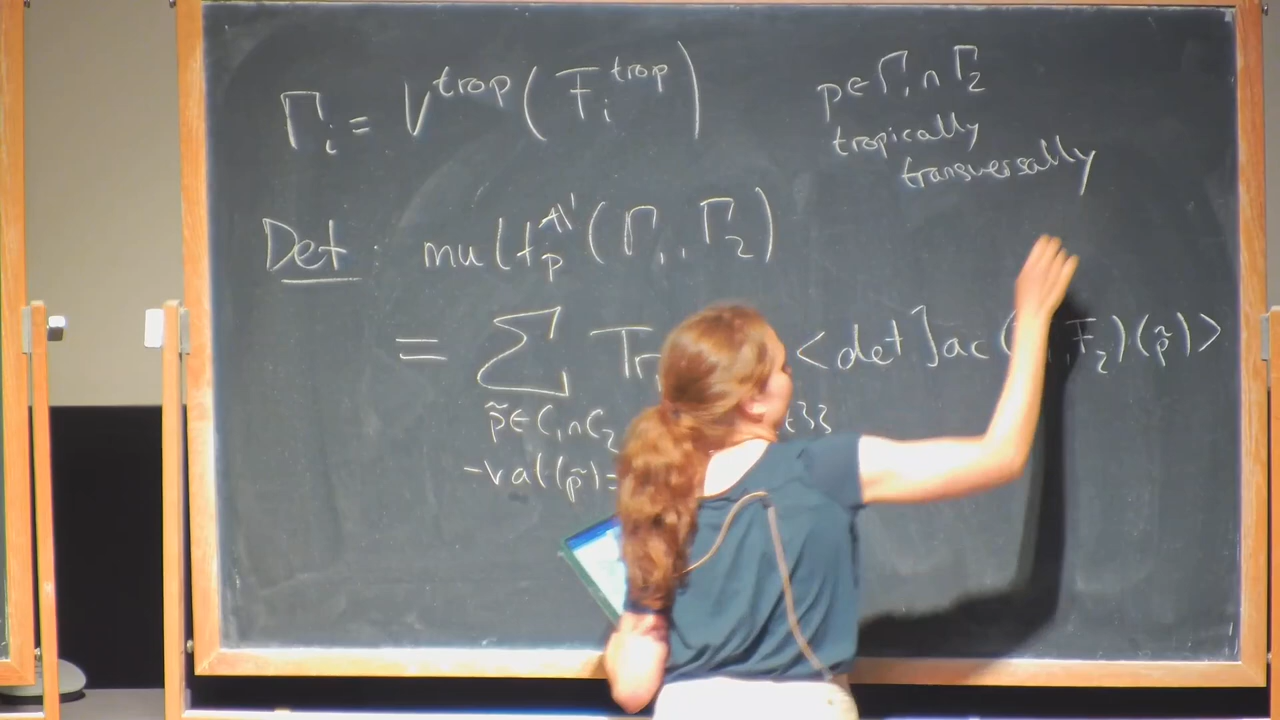 Γᵢ = V^trop (Fᵢ^trop)
p ∈ Γ₁ ∩ Γ₂
tropically
transversally
Def: mult_p^{A¹} (Γ₁, Γ₂)
= Σ Tr <det Jac( , F₂)(p̃)>
p̃ ∈ C₁ ∩ C₂ t}}
-val(p̃) =